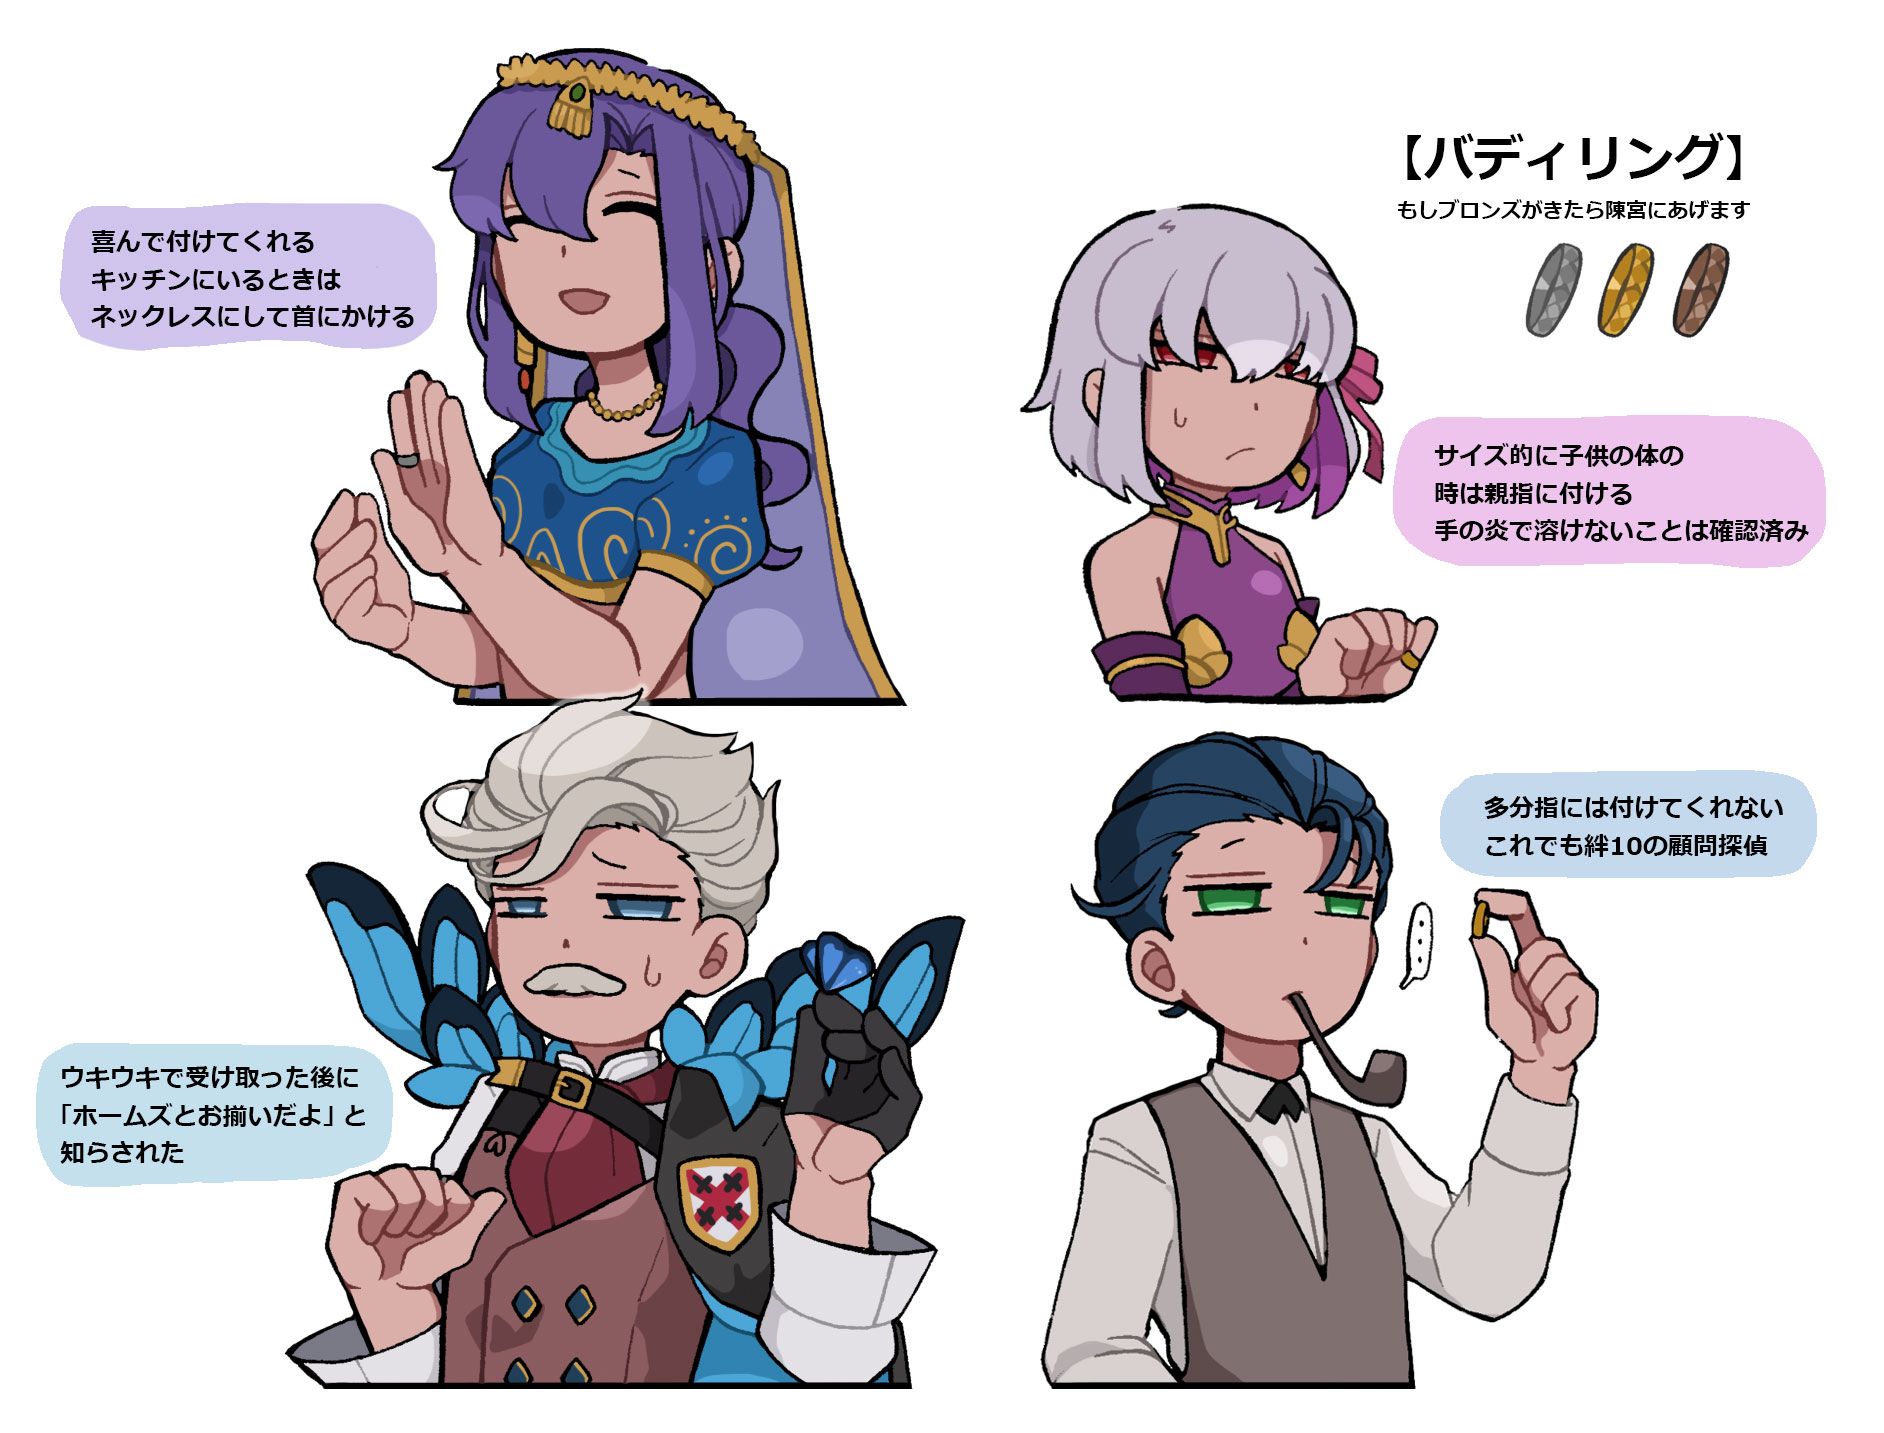 【バディリング】
もしブロンズがきたら陳宮にあげます
喜んで付けてくれる
キッチンにいるときは
ネックレスにして首にかける
サイズ的に子供の体の
時は親指に付ける
手の炎で溶けないことは確認済み
多分指には付けてくれない
これでも絆10の顧問探偵
ウキウキで受け取った後に
「ホームズとお揃いだよ」と
知らされた